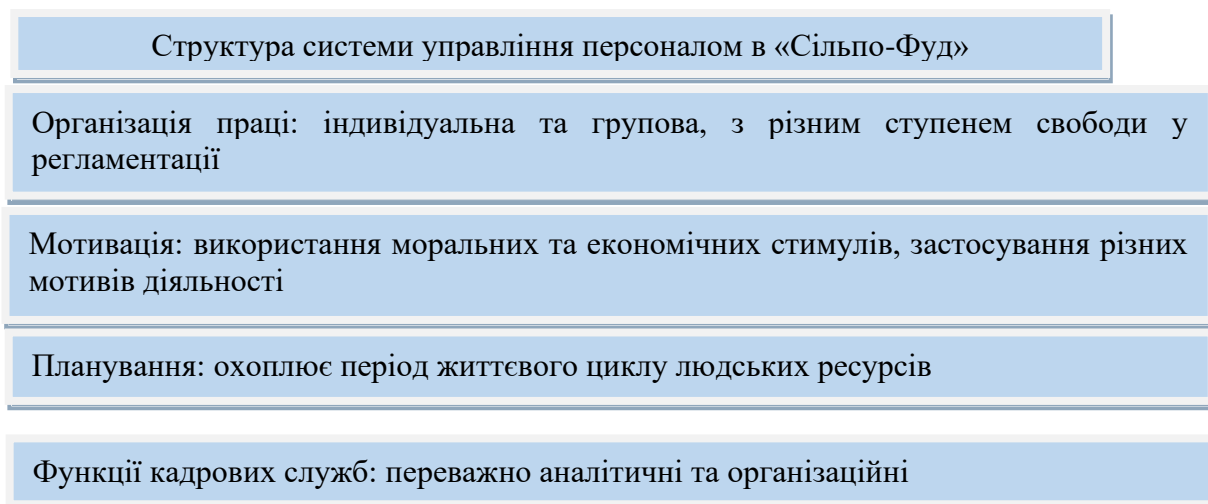 Структура системи управління персоналом в «Сільпо-Фуд»
Організація праці: індивідуальна та групова, з різним ступенем свободи у
регламентації
Мотивація: використання моральних та економічних стимулів, застосування різних
мотивів діяльності
Планування: охоплює період життєвого циклу людських ресурсів
Функції кадрових служб: переважно аналітичні та організаційні